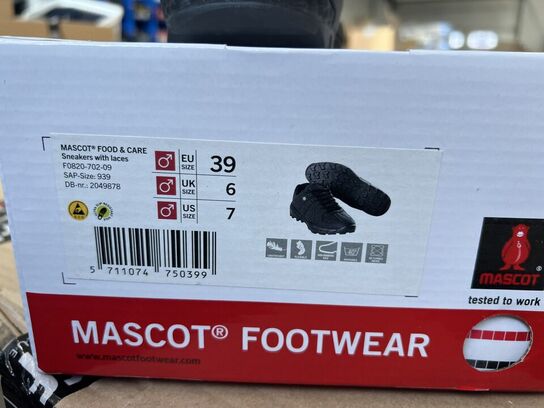 MASCOT® FOOD & CARE
Sneakers with laces
F0820-702-09
SAP-Size: 939
DB-nr.: 2049878
EU SIZE 39
UK SIZE 6
US SIZE 7
5 711074 750399
MASCOT
tested to work
MASCOT® FOOTWEAR
www.mascotfootwear.com